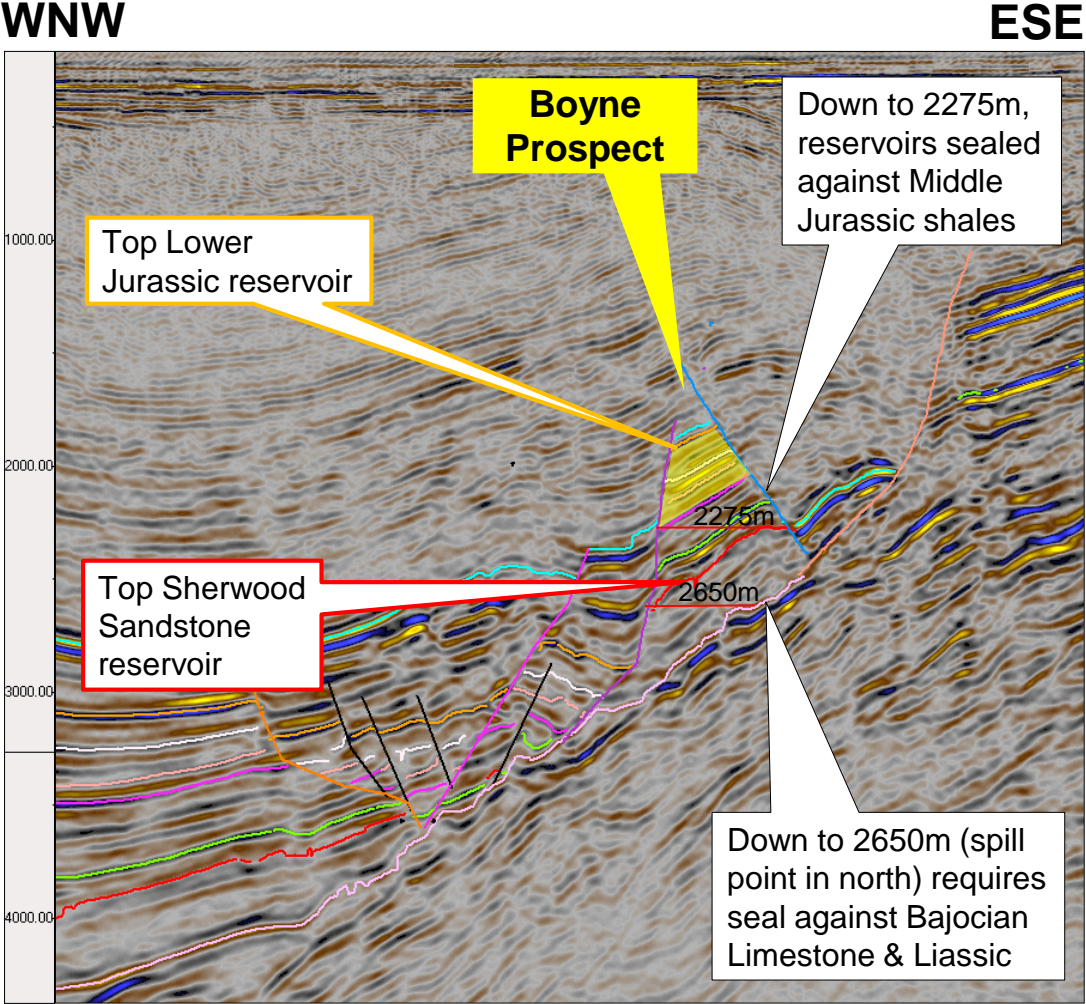 WNW
ESE
Boyne
Prospect
Down to 2275m,
reservoirs sealed
against Middle
Jurassic shales
1000.00
Top Lower
Jurassic reservoir
2000.00
2275m
Top Sherwood
Sandstone
reservoir
2650m
3000.00
Down to 2650m (spill
point in north) requires
seal against Bajocian
Limestone & Liassic
4000.00